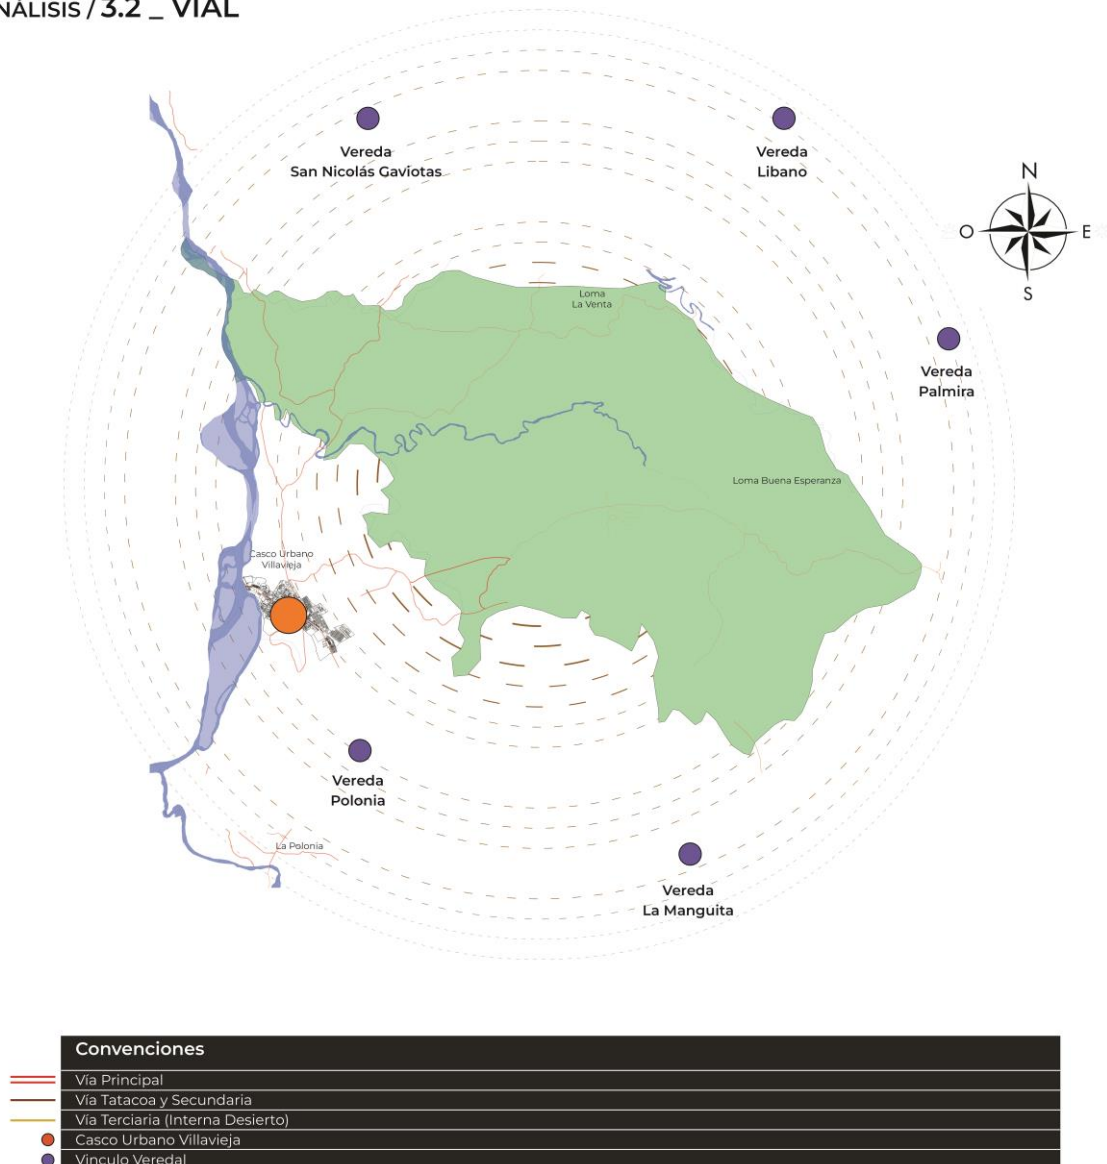 NÁLISIS / 3.2 _ VIAL
Vereda
San Nicolás Gaviotas
Vereda
Libano
N
O
E
S
Loma
La Venta
Vereda
Palmira
Loma Buena Esperanza
Casco Urbano
Villavieja
Vereda
Polonia
La Polonia
Vereda
La Manguita
Convenciones
Vía Principal
Vía Tatacoa y Secundaria
Vía Terciaria (Interna Desierto)
Casco Urbano Villavieja
Vinculo Veredal